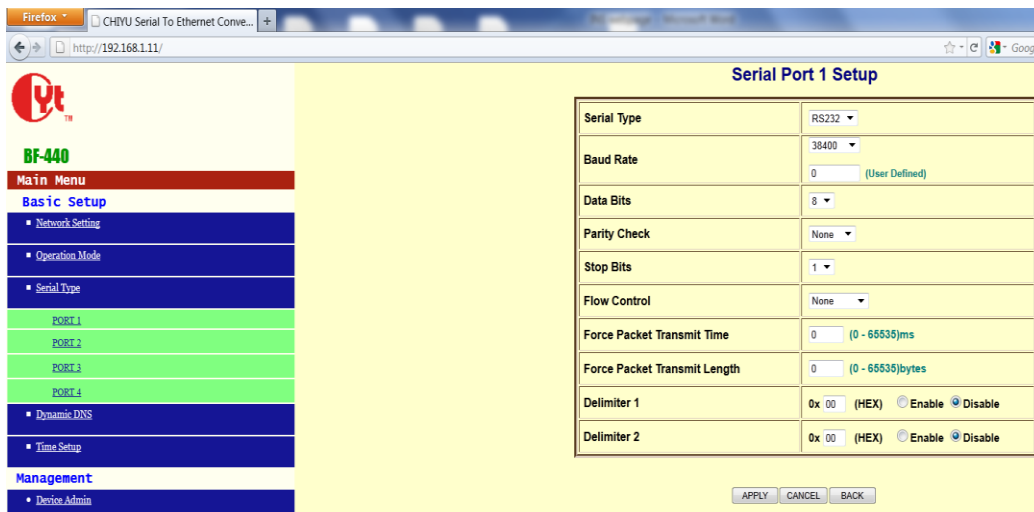 Firefox
CHIYU Serial To Ethernet Conve...
http://192.168.1.11/
Goog
CYt
TM
BF-440
Main Menu
Basic Setup
Network Setting
Operation Mode
Serial Type
PORT 1
PORT 2
PORT 3
PORT 4
Dynamic DNS
Time Setup
Management
Device Admin
Serial Port 1 Setup
Serial Type RS232
Baud Rate 38400
0 (User Defined)
Data Bits 8
Parity Check None
Stop Bits 1
Flow Control None
Force Packet Transmit Time 0 (0 - 65535)ms
Force Packet Transmit Length 0 (0 - 65535)bytes
Delimiter 1 0x 00 (HEX) Enable Disable
Delimiter 2 0x 00 (HEX) Enable Disable
APPLY CANCEL BACK